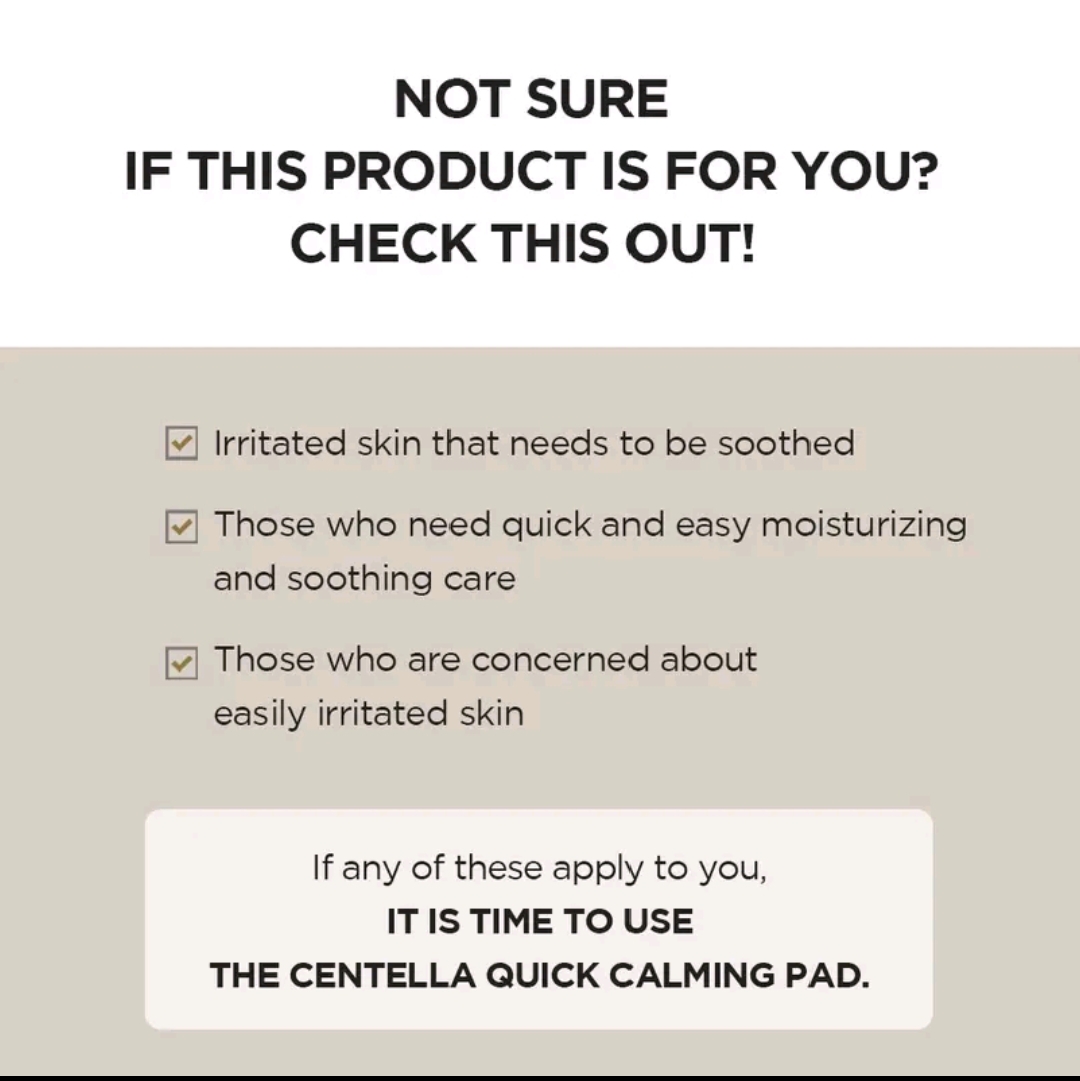 NOT SURE
IF THIS PRODUCT IS FOR YOU?
CHECK THIS OUT!
Irritated skin that needs to be soothed
Those who need quick and easy moisturizing
and soothing care
Those who are concerned about
easily irritated skin
If any of these apply to you,
IT IS TIME TO USE
THE CENTELLA QUICK CALMING PAD.